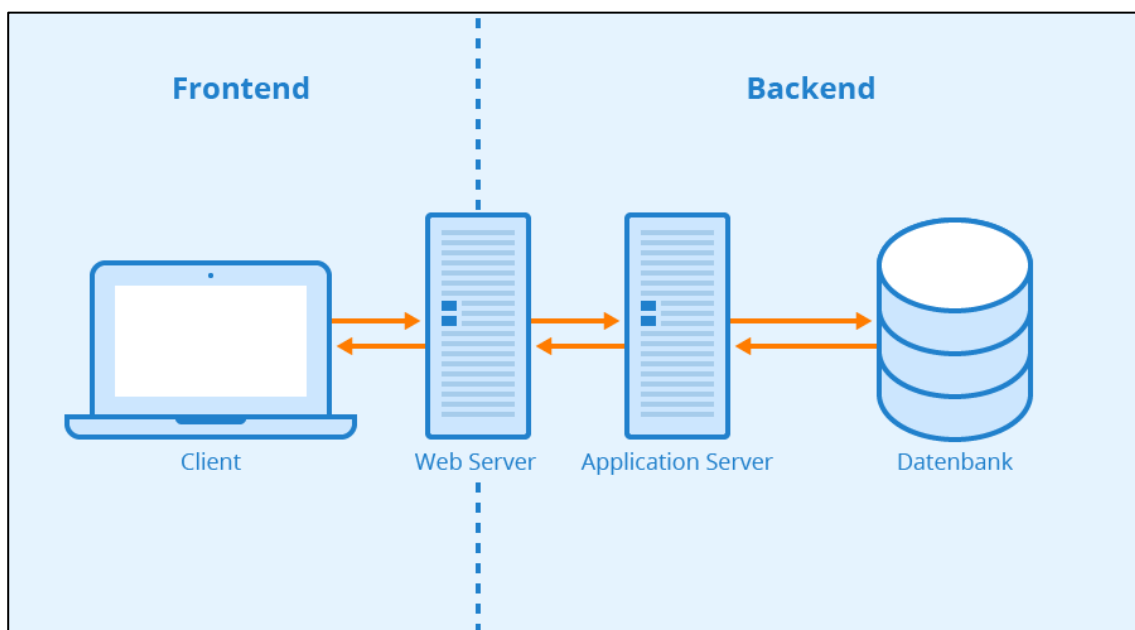 Frontend
Backend
Client
Web Server
Application Server
Datenbank